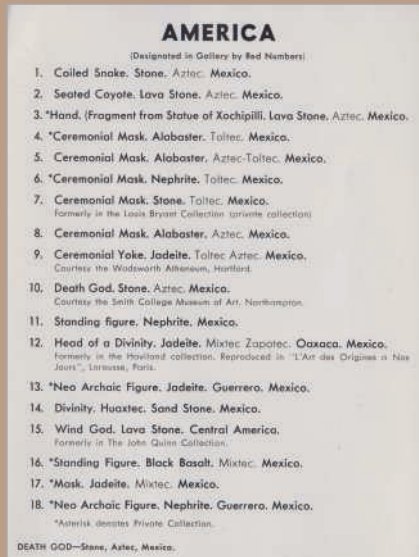 AMERICA
(Designated in Gallery by Red Numbers)
1. Coiled Snake. Stone. Aztec. Mexico.
2. Seated Coyote. Lava Stone. Aztec. Mexico.
3. *Hand. (Fragment from Statue of Xochipilli. Lava Stone. Aztec. Mexico.
4. *Ceremonial Mask. Alabaster. Toltec. Mexico.
5. Ceremonial Mask. Alabaster. Aztec-Toltec. Mexico.
6. *Ceremonial Mask. Nephrite. Toltec. Mexico.
7. Ceremonial Mask. Stone. Toltec. Mexico.
Formerly in the Louis Bryant Collection (private collection)
8. Ceremonial Mask. Alabaster. Aztec. Mexico.
9. Ceremonial Yoke. Jadeite. Toltec Aztec. Mexico.
Courtesy the Wadsworth Atheneum, Hartford.
10. Death God. Stone. Aztec. Mexico.
Courtesy the Smith College Museum of Art. Northampton.
11. Standing figure. Nephrite. Mexico.
12. Head of a Divinity. Jadeite. Mixtec Zapotec. Oaxaca. Mexico.
Formerly in the Haviland collection. Reproduced in "L'Art des Origines a Nos
Jours", Larousse, Paris.
13. *Neo Archaic Figure. Jadeite. Guerrero. Mexico.
14. Divinity. Huaxtec. Sand Stone. Mexico.
15. Wind God. Lava Stone. Central America.
Formerly in The John Quinn Collection.
16. *Standing Figure. Black Basalt. Mixtec. Mexico.
17. *Mask. Jadeite. Mixtec. Mexico.
18. *Neo Archaic Figure. Nephrite. Guerrero. Mexico.
*Asterisk denotes Private Collection.
DEATH GOD—Stone, Aztec, Mexico.